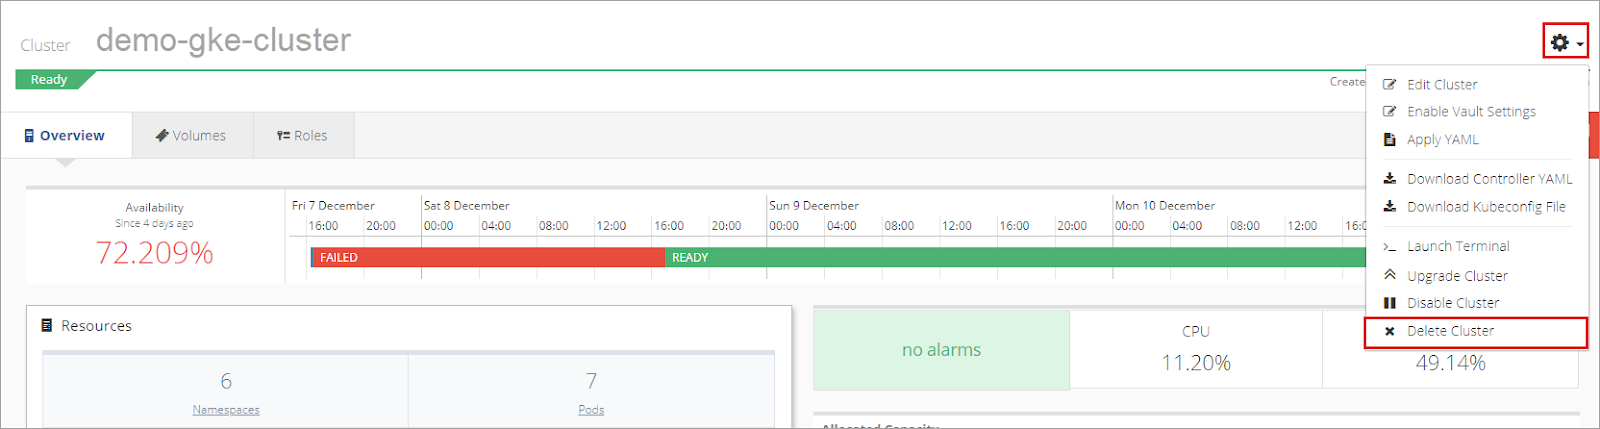 Cluster demo-gke-cluster
Ready
Create
Edit Cluster
Enable Vault Settings
Apply YAML
Download Controller YAML
Download Kubeconfig File
Launch Terminal
Upgrade Cluster
Disable Cluster
Delete Cluster
Overview Volumes Roles
Availability
Since 4 days ago
72.209%
Fri 7 December Sat 8 December Sun 9 December Mon 10 December
16:00 20:00 00:00 04:00 08:00 12:00 16:00 20:00 00:00 04:00 08:00 12:00 16:00 20:00 00:00 04:00 08:00 12:00 16:
FAILED READY
Resources
6 7
Namespaces Pods
no alarms
CPU
11.20%
49.14%